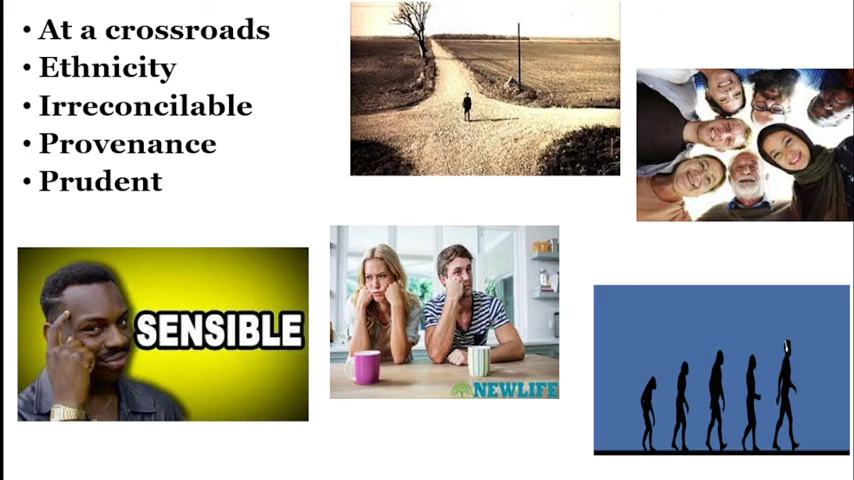 • At a crossroads
• Ethnicity
• Irreconcilable
• Provenance
• Prudent
SENSIBLE
NEWLIFE